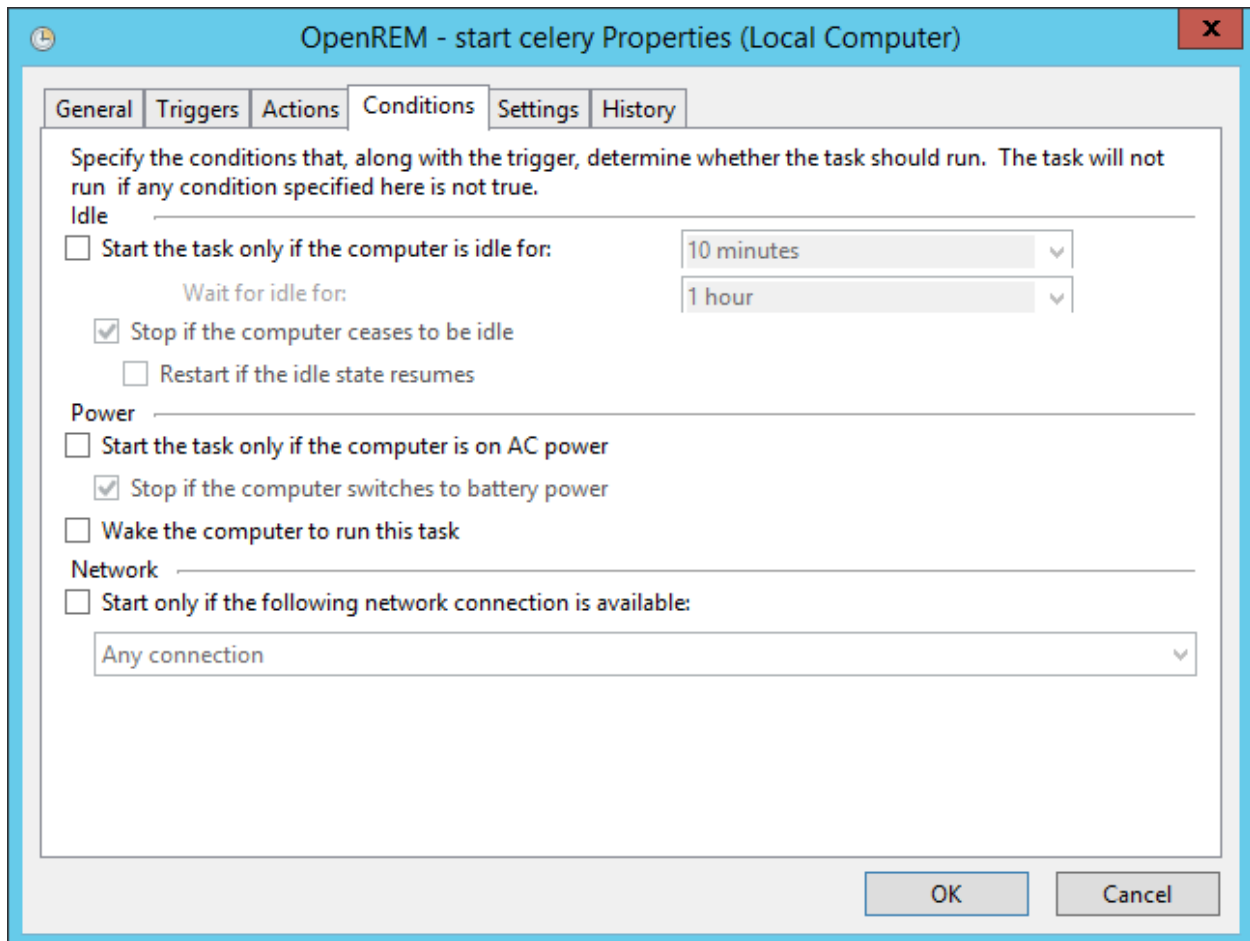 OpenREM - start celery Properties (Local Computer)
x
General Triggers Actions Conditions Settings History
Specify the conditions that, along with the trigger, determine whether the task should run.  The task will not
run  if any condition specified here is not true.
Idle
Start the task only if the computer is idle for: 10 minutes
Wait for idle for: 1 hour
Stop if the computer ceases to be idle
Restart if the idle state resumes
Power
Start the task only if the computer is on AC power
Stop if the computer switches to battery power
Wake the computer to run this task
Network
Start only if the following network connection is available:
Any connection
OK Cancel